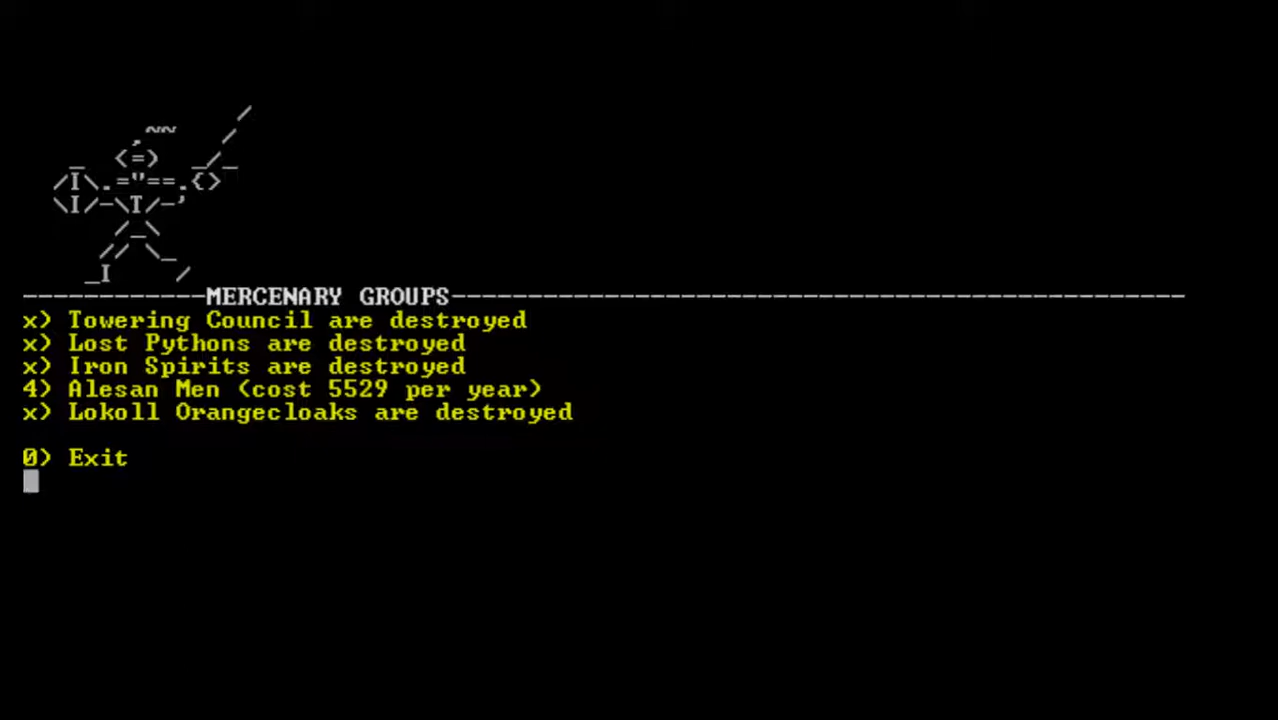 -----------MERCENARY GROUPS------------------------------------------------
x) Towering Council are destroyed
x) Lost Pythons are destroyed
x) Iron Spirits are destroyed
4) Alesan Men (cost 5529 per year)
x) Lokoll Orangecloaks are destroyed
0) Exit